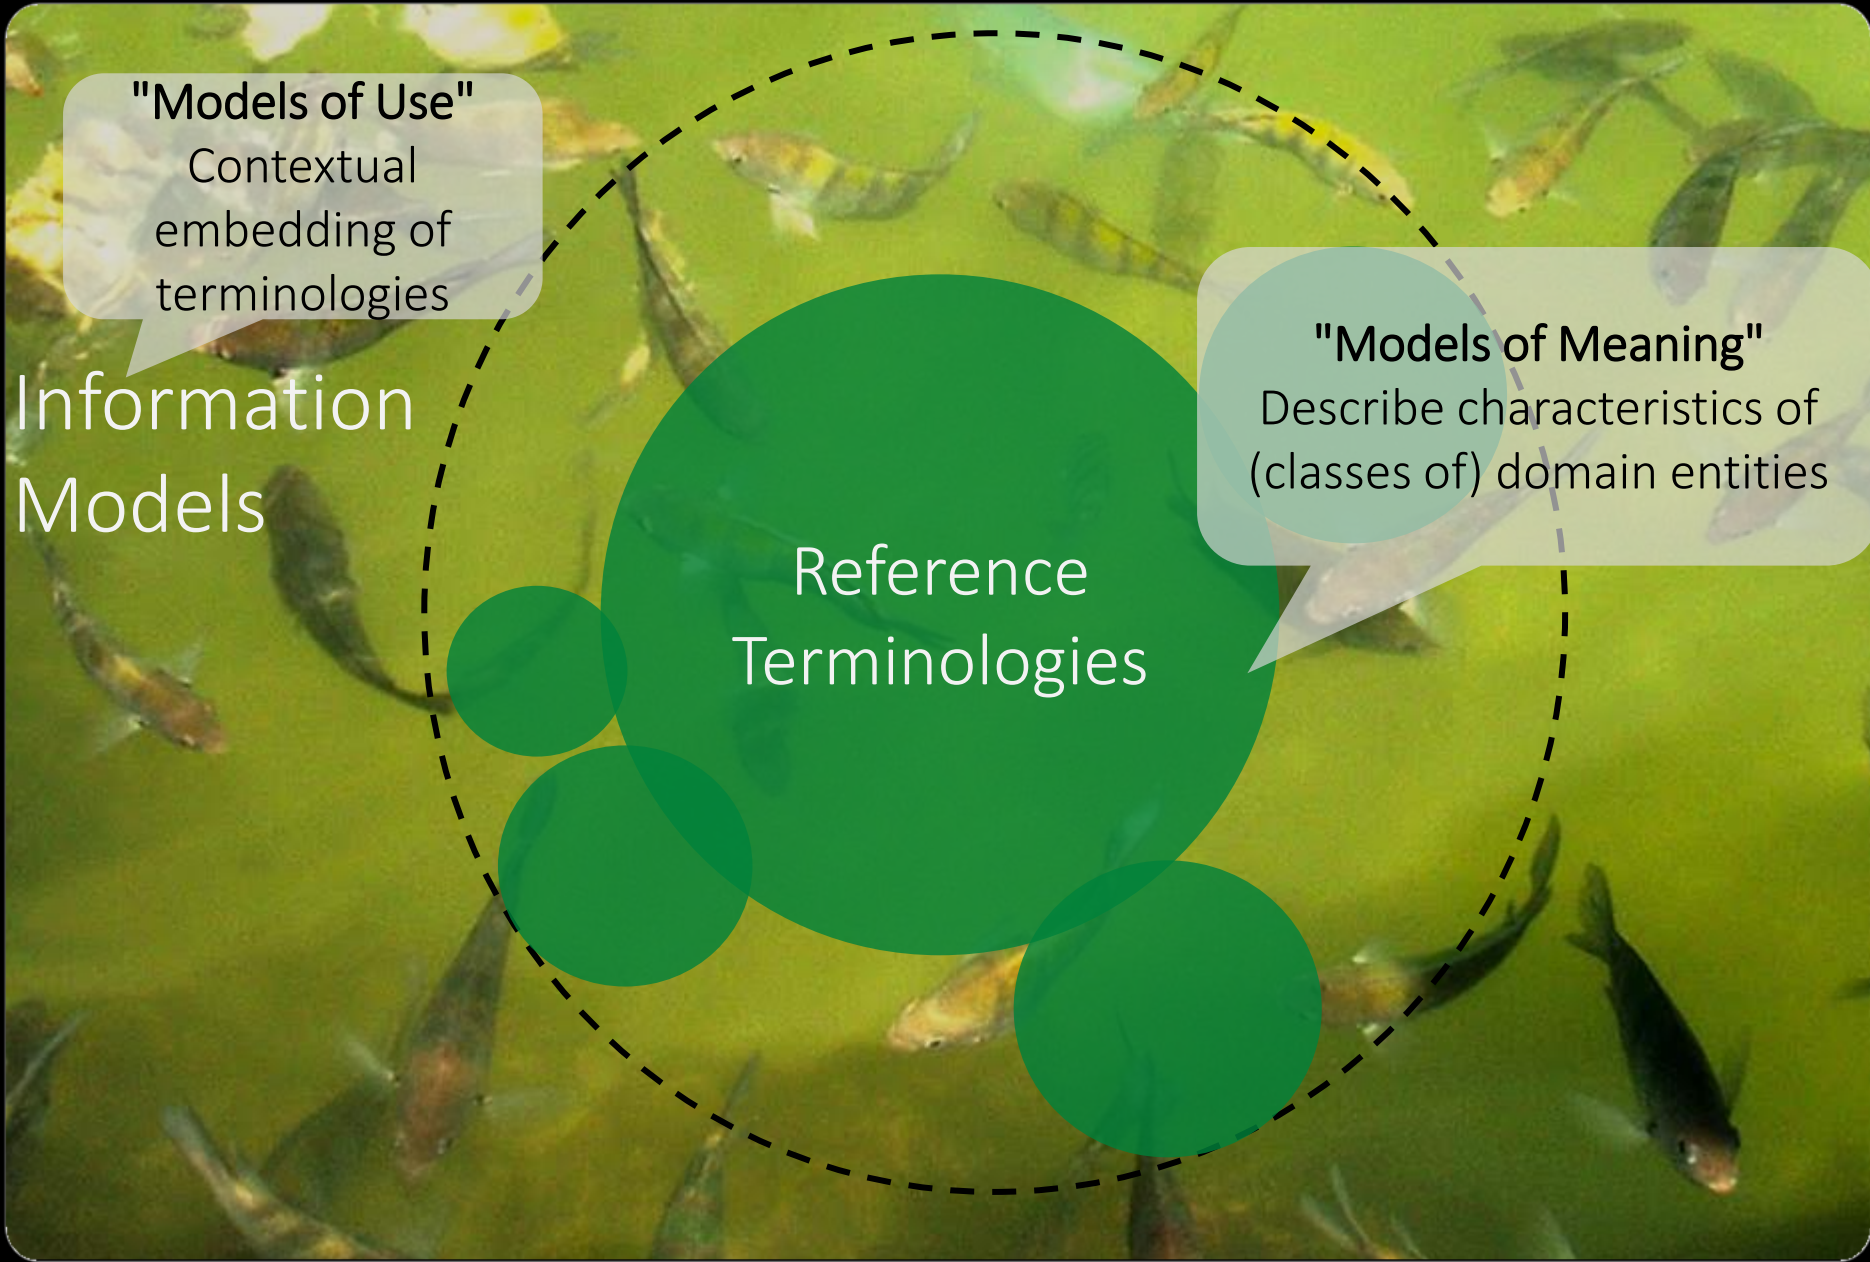 "Models of Use"
Contextual
embedding of
terminologies
Information
Models
"Models of Meaning"
Describe characteristics of
(classes of) domain entities
Reference
Terminologies